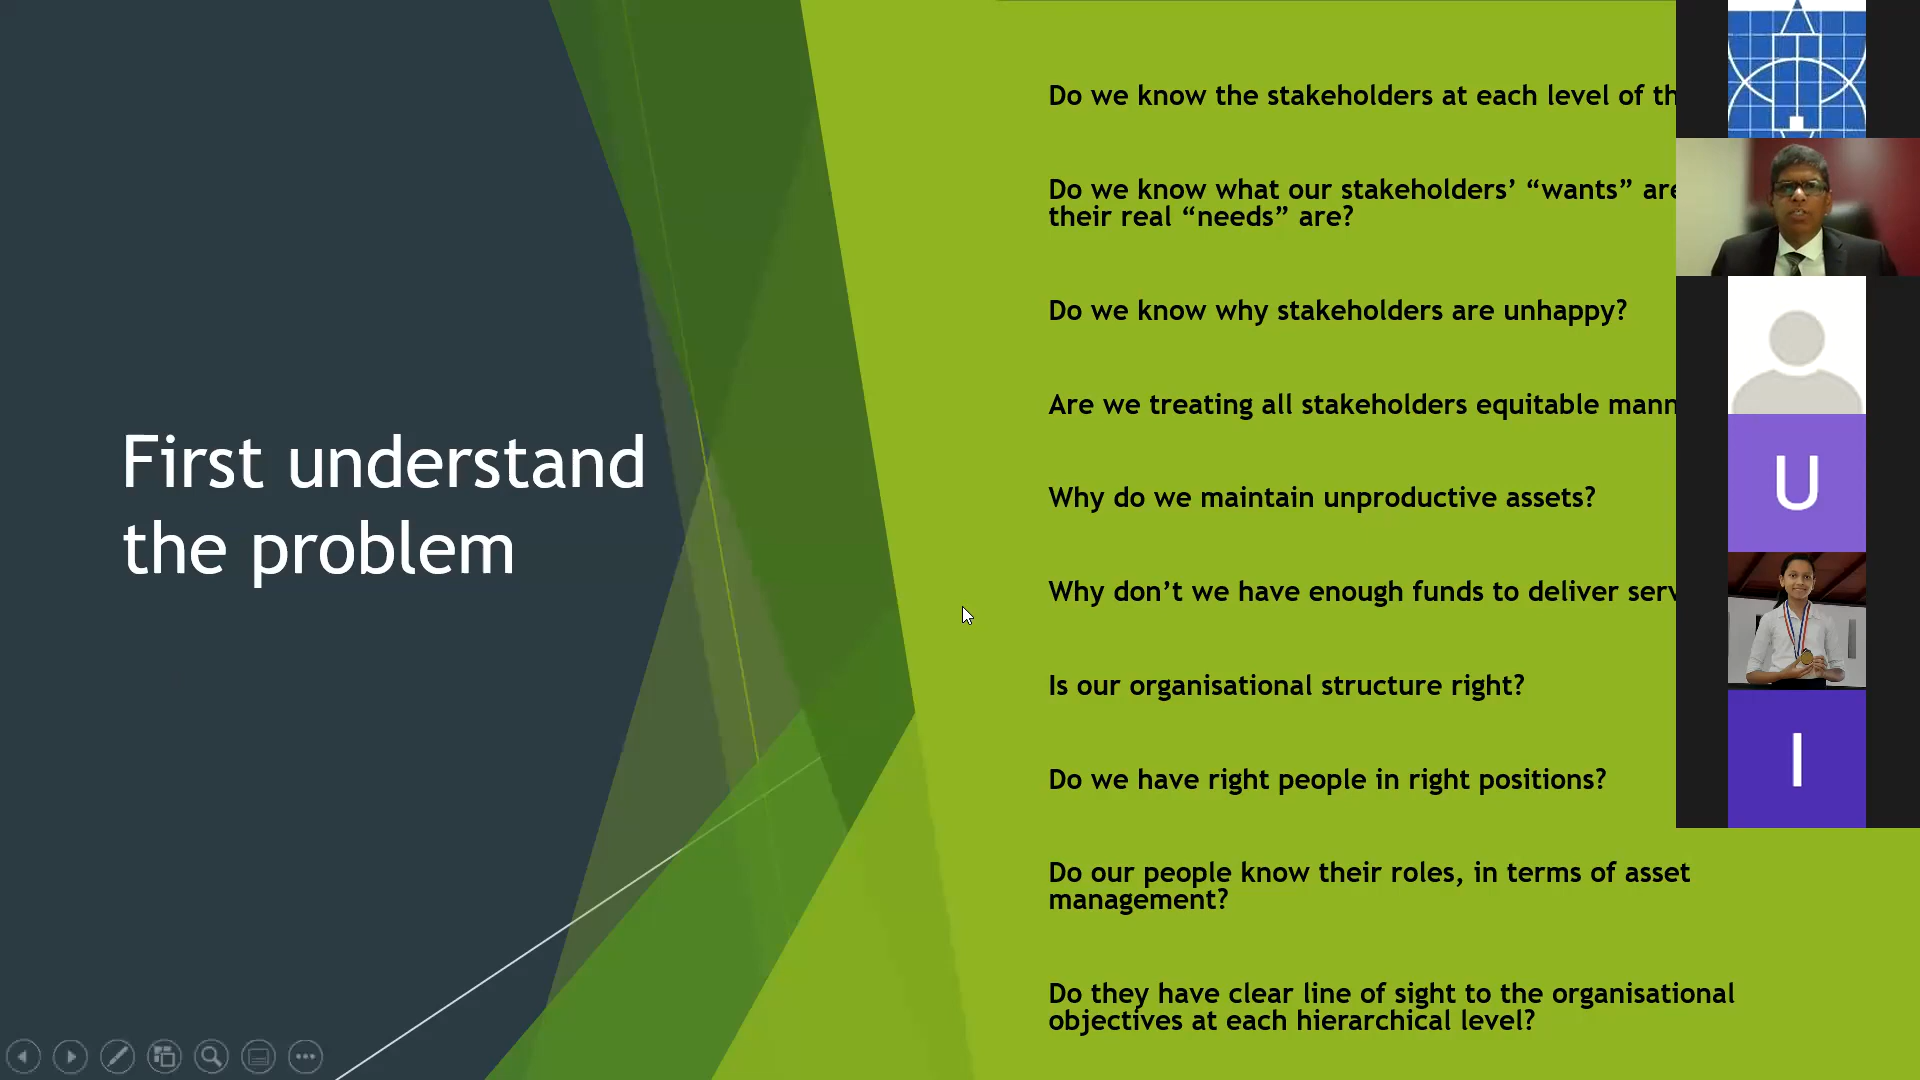 First understand
the problem
Do we know the stakeholders at each level of
Do we know what our stakeholders’ “wants”
their real “needs” are?
Do we know why stakeholders are unhappy?
Are we treating all stakeholders equitable
Why do we maintain unproductive assets?
Why don’t we have enough funds to deliver
Is our organisational structure right?
Do we have right people in right positions?
Do our people know their roles, in terms of asset
management?
Do they have clear line of sight to the organisational
objectives at each hierarchical level?
U
I